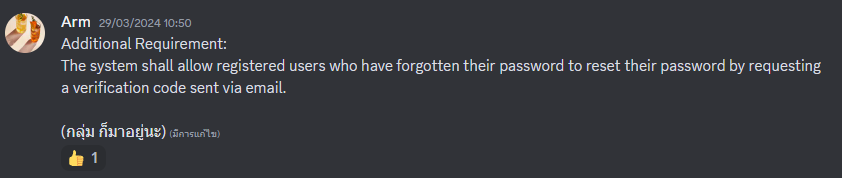 Arm 29/03/2024 10:50
Additional Requirement:
The system shall allow registered users who have forgotten their password to reset their password by requesting
a verification code sent via email.
(กลุ่ม ก็มาอยู่นะ) (มีการแก้ไข)
👍 1